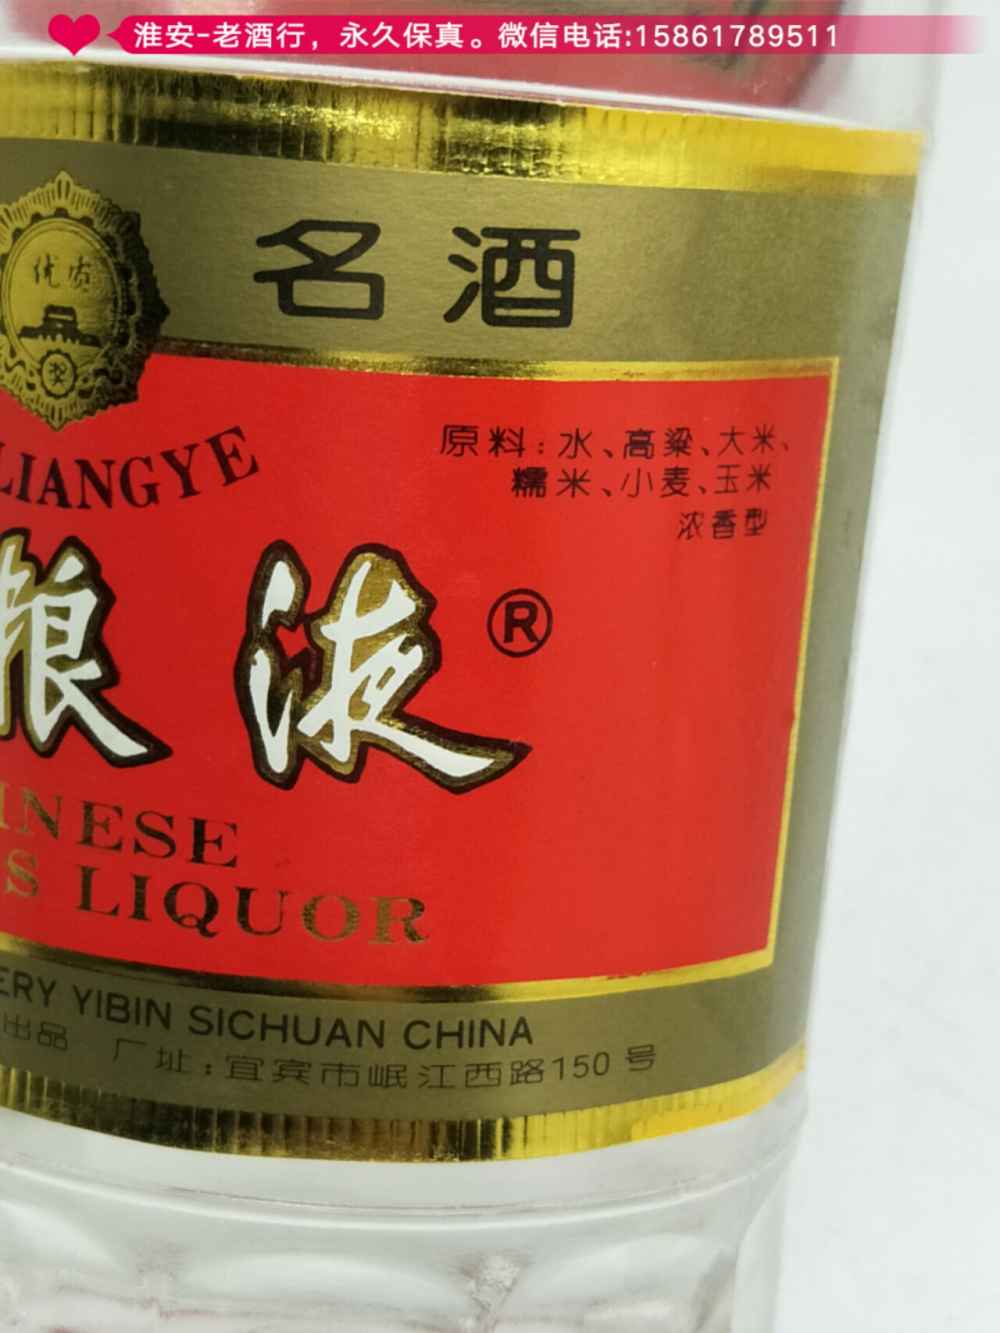 淮安-老酒行，永久保真。微信电话:15861789511
名酒
优质
奖
LIANGYE
原料:水、高粱、大米、
糯米、小麦、玉米
浓香型
粮液®
INESE
S LIQUOR
ERY YIBIN SICHUAN CHINA
出品 厂址:宜宾市岷江西路150号